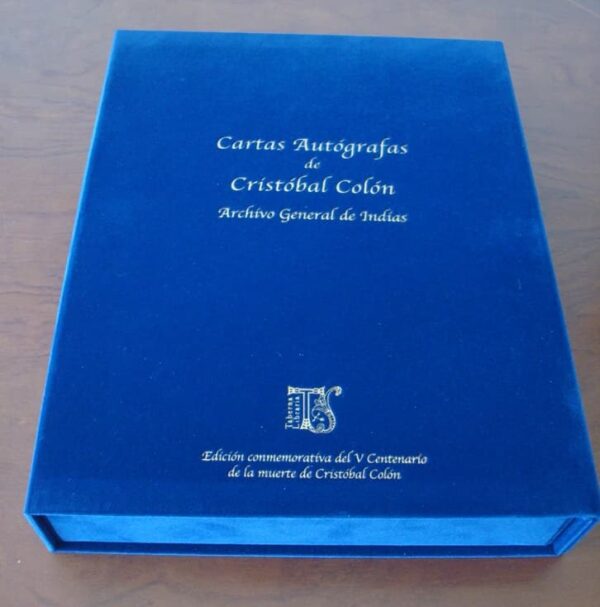 Cartas Autógrafas
de
Cristóbal Colón
Archivo General de Indias
Taberna
Libraria
Edición conmemorativa del V Centenario
de la muerte de Cristóbal Colón